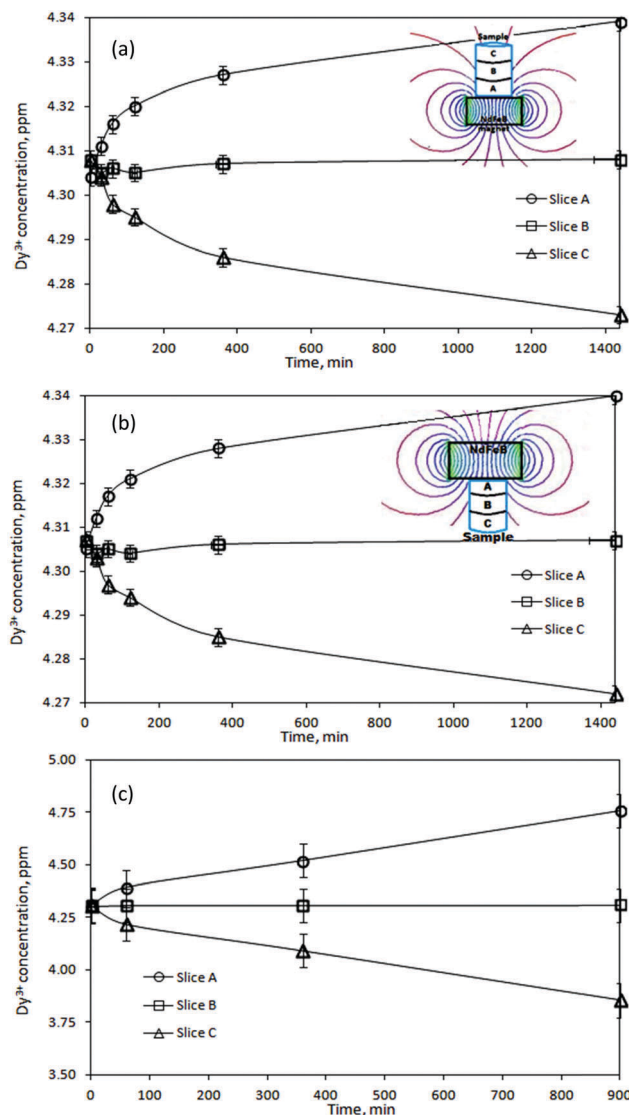 4.34
(a)
Sample
C
4.33
B
A
4.32
NdFeB
magnet
4.31
Dy³⁺ concentration, ppm
4.30
Slice A
4.29
Slice B
4.28
Slice C
4.27
0 200 400 600 800 1000 1200 1400
Time, min
4.34
(b)
4.33
NdFeB
A
4.32
B
C
Sample
4.31
Dy³⁺ concentration, ppm
4.30
Slice A
4.29
Slice B
4.28
Slice C
4.27
0 200 400 600 800 1000 1200 1400
Time, min
5.00
(c)
4.75
4.50
Dy³⁺ concentration, ppm
4.25
4.00
Slice A
3.75
Slice B
Slice C
3.50
0 100 200 300 400 500 600 700 800 900
Time, min